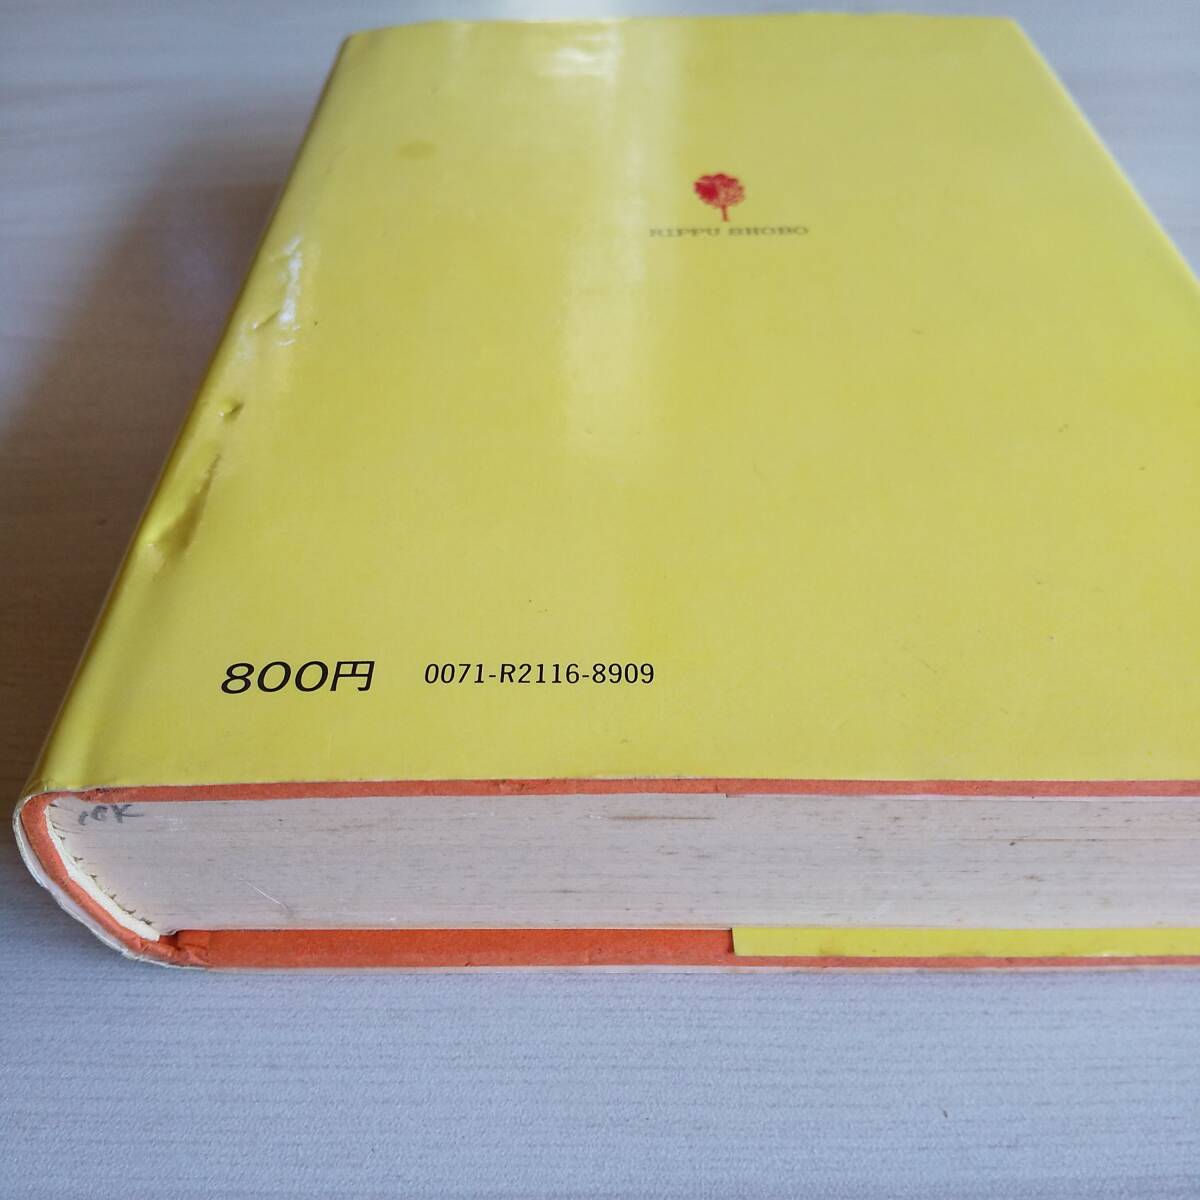 RIPPU SHOBO
800円 0071-R2116-8909